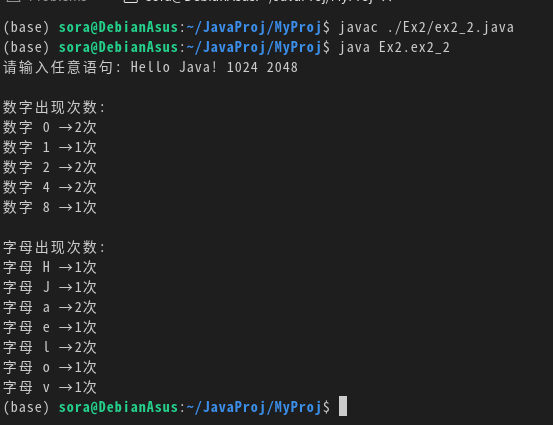 (base) sora@DebianAsus:~/JavaProj/MyProj$ javac ./Ex2/ex2_2.java
(base) sora@DebianAsus:~/JavaProj/MyProj$ java Ex2.ex2_2
请输入任意语句: Hello Java! 1024 2048
数字出现次数:
数字 0 →2次
数字 1 →1次
数字 2 →2次
数字 4 →2次
数字 8 →1次
字母出现次数:
字母 H →1次
字母 J →1次
字母 a →2次
字母 e →1次
字母 l →2次
字母 o →1次
字母 v →1次
(base) sora@DebianAsus:~/JavaProj/MyProj$